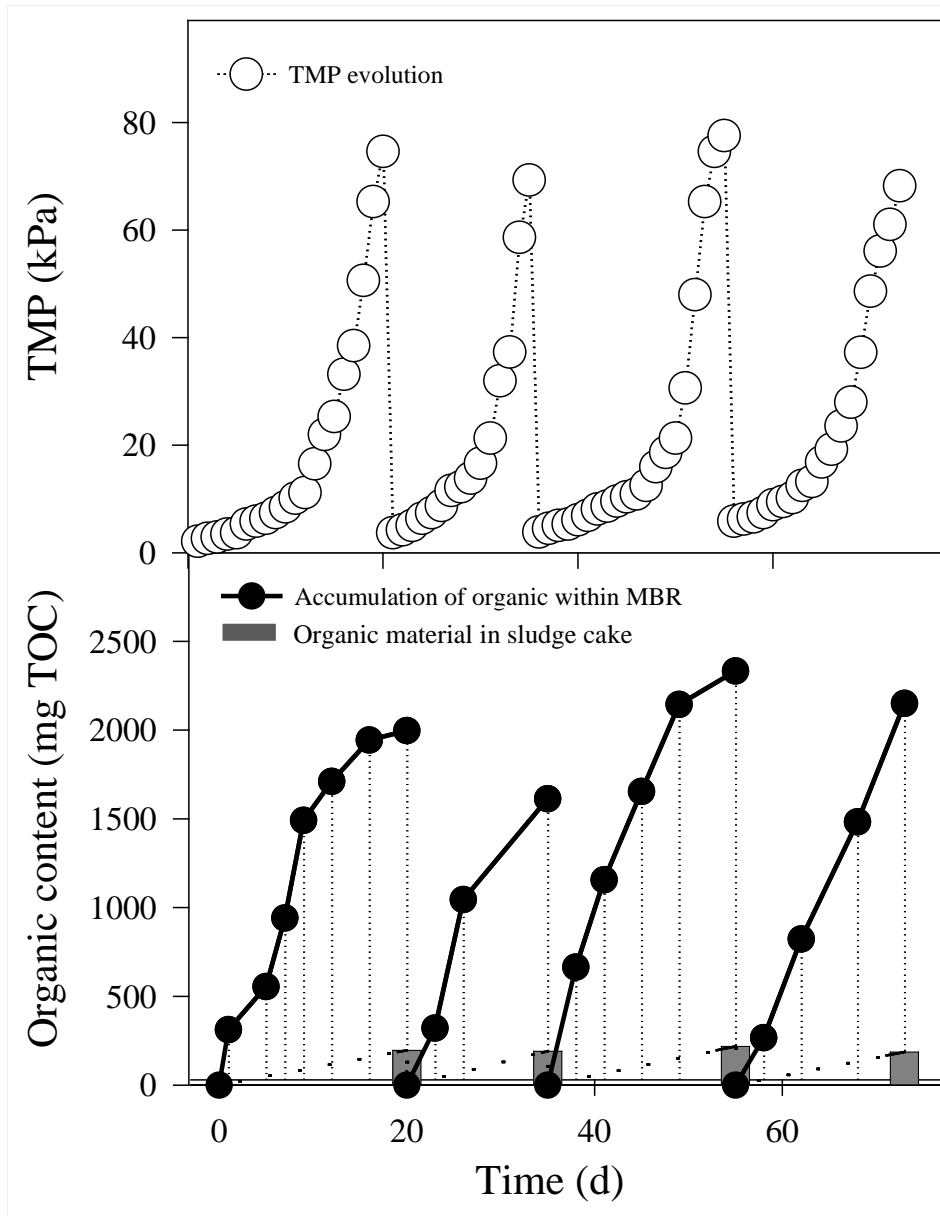 TMP evolution
80
60
40
20
0
TMP (kPa)
Accumulation of organic within MBR
Organic material in sludge cake
2500
2000
1500
1000
500
0
Organic content (mg TOC)
0 20 40 60
Time (d)